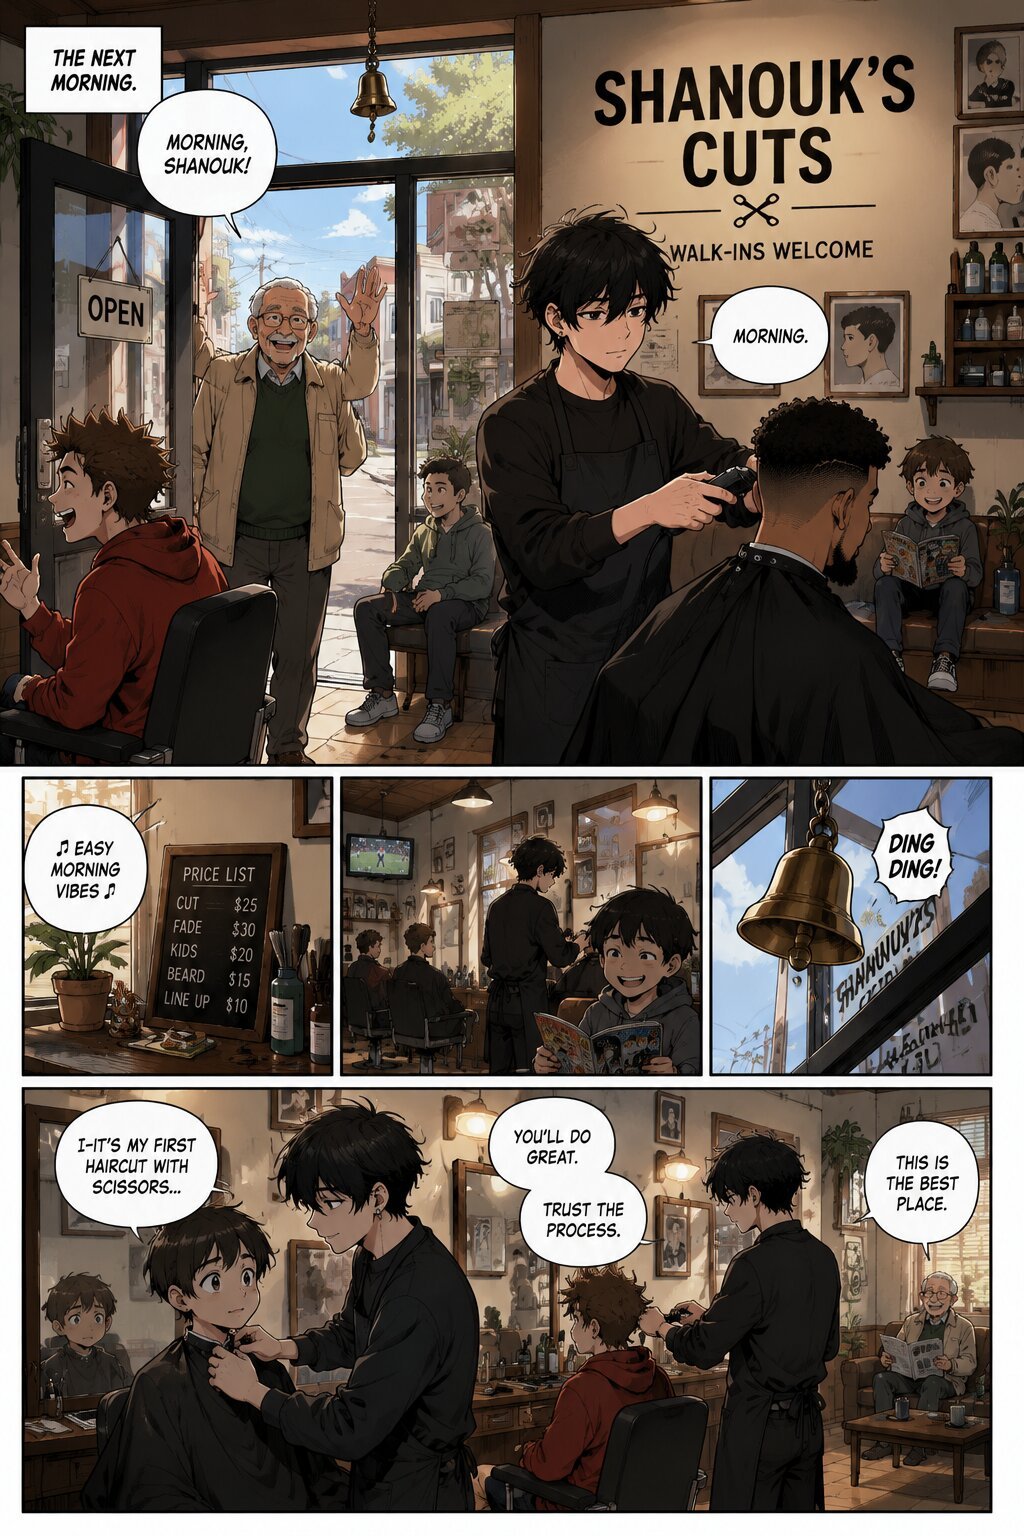 THE NEXT
MORNING.
MORNING,
SHANOUK!
SHANOUK'S
CUTS
WALK-INS WELCOME
OPEN
MORNING.
♫ EASY
MORNING
VIBES ♫
PRICE LIST
CUT $25
FADE $30
KIDS $20
BEARD $15
LINE UP $10
DING
DING!
I-IT'S MY FIRST
HAIRCUT WITH
SCISSORS...
YOU'LL DO
GREAT.
TRUST THE
PROCESS.
THIS IS
THE BEST
PLACE.